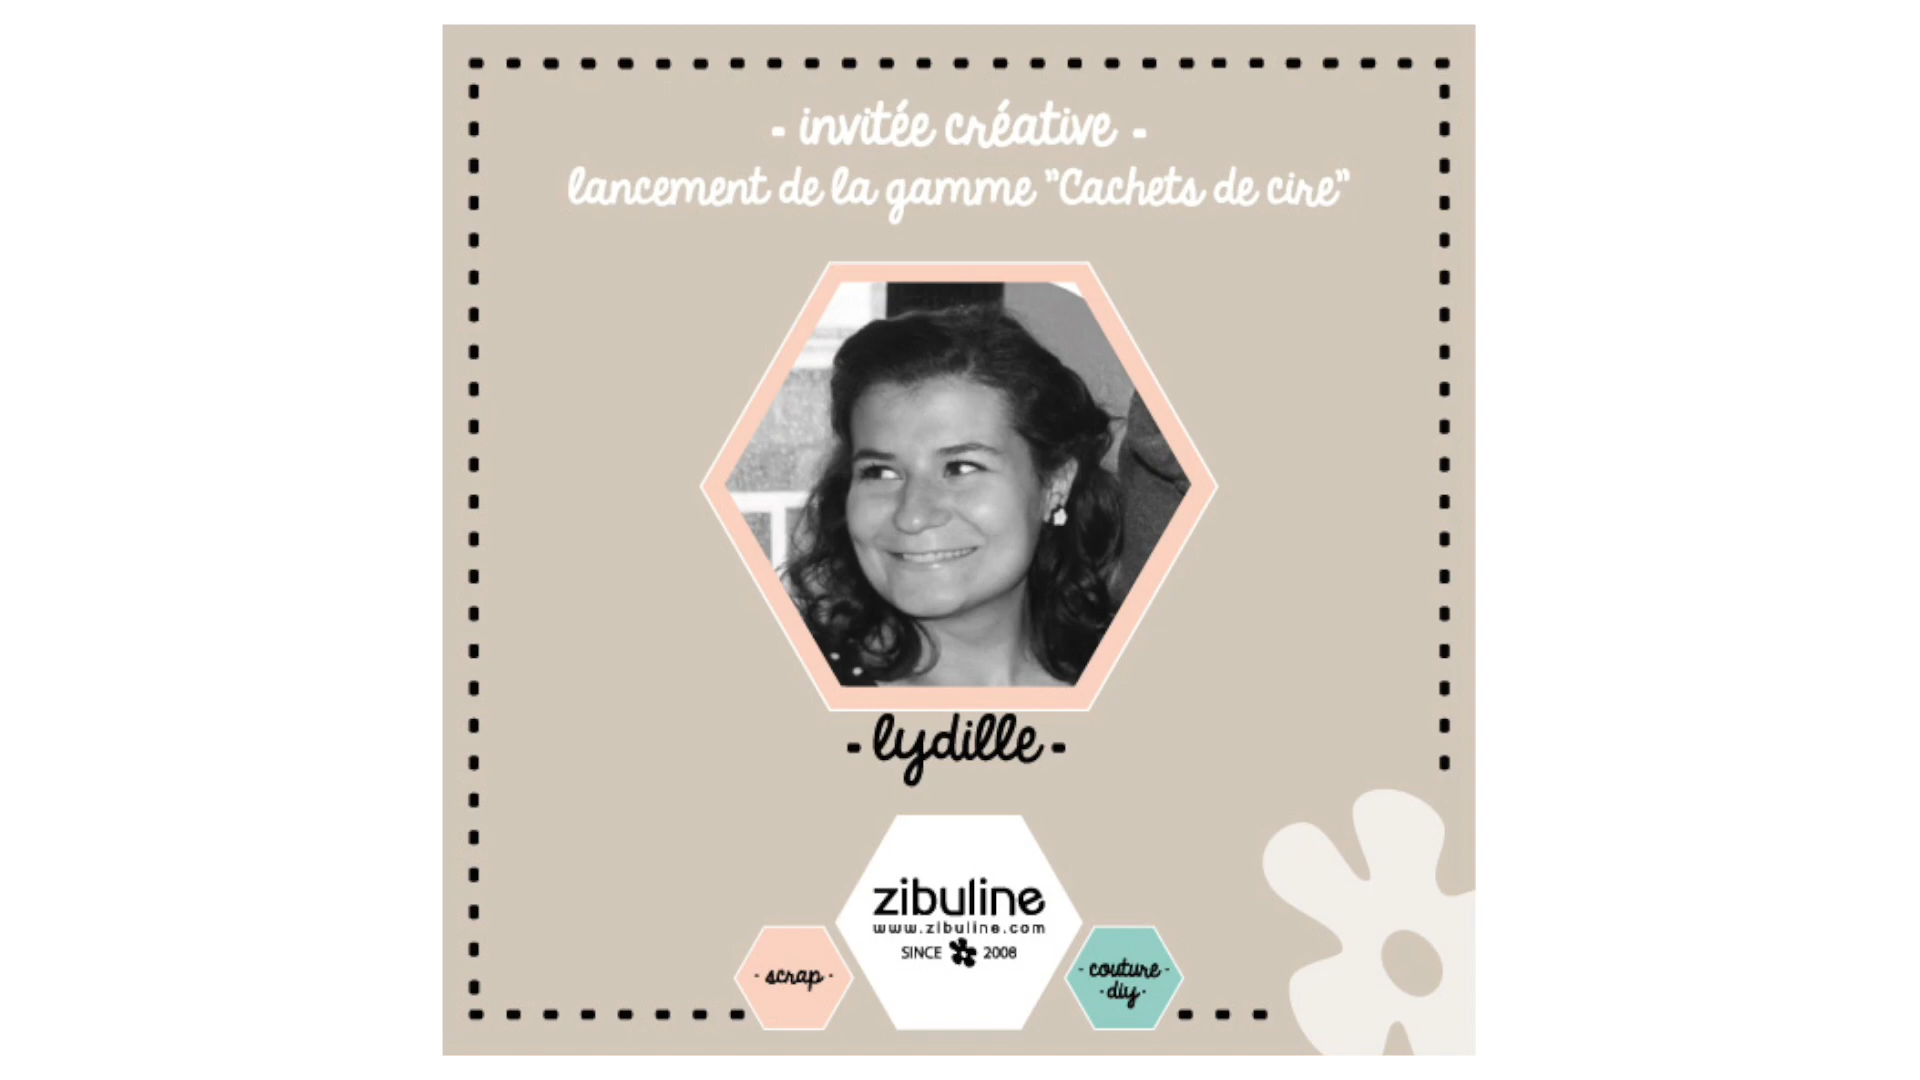 - invitée créative -
lancement de la gamme "Cachets de cire"
- lydille -
zibuline
www.zibuline.com
SINCE 2008
- scrap -
- couture -
- diy -